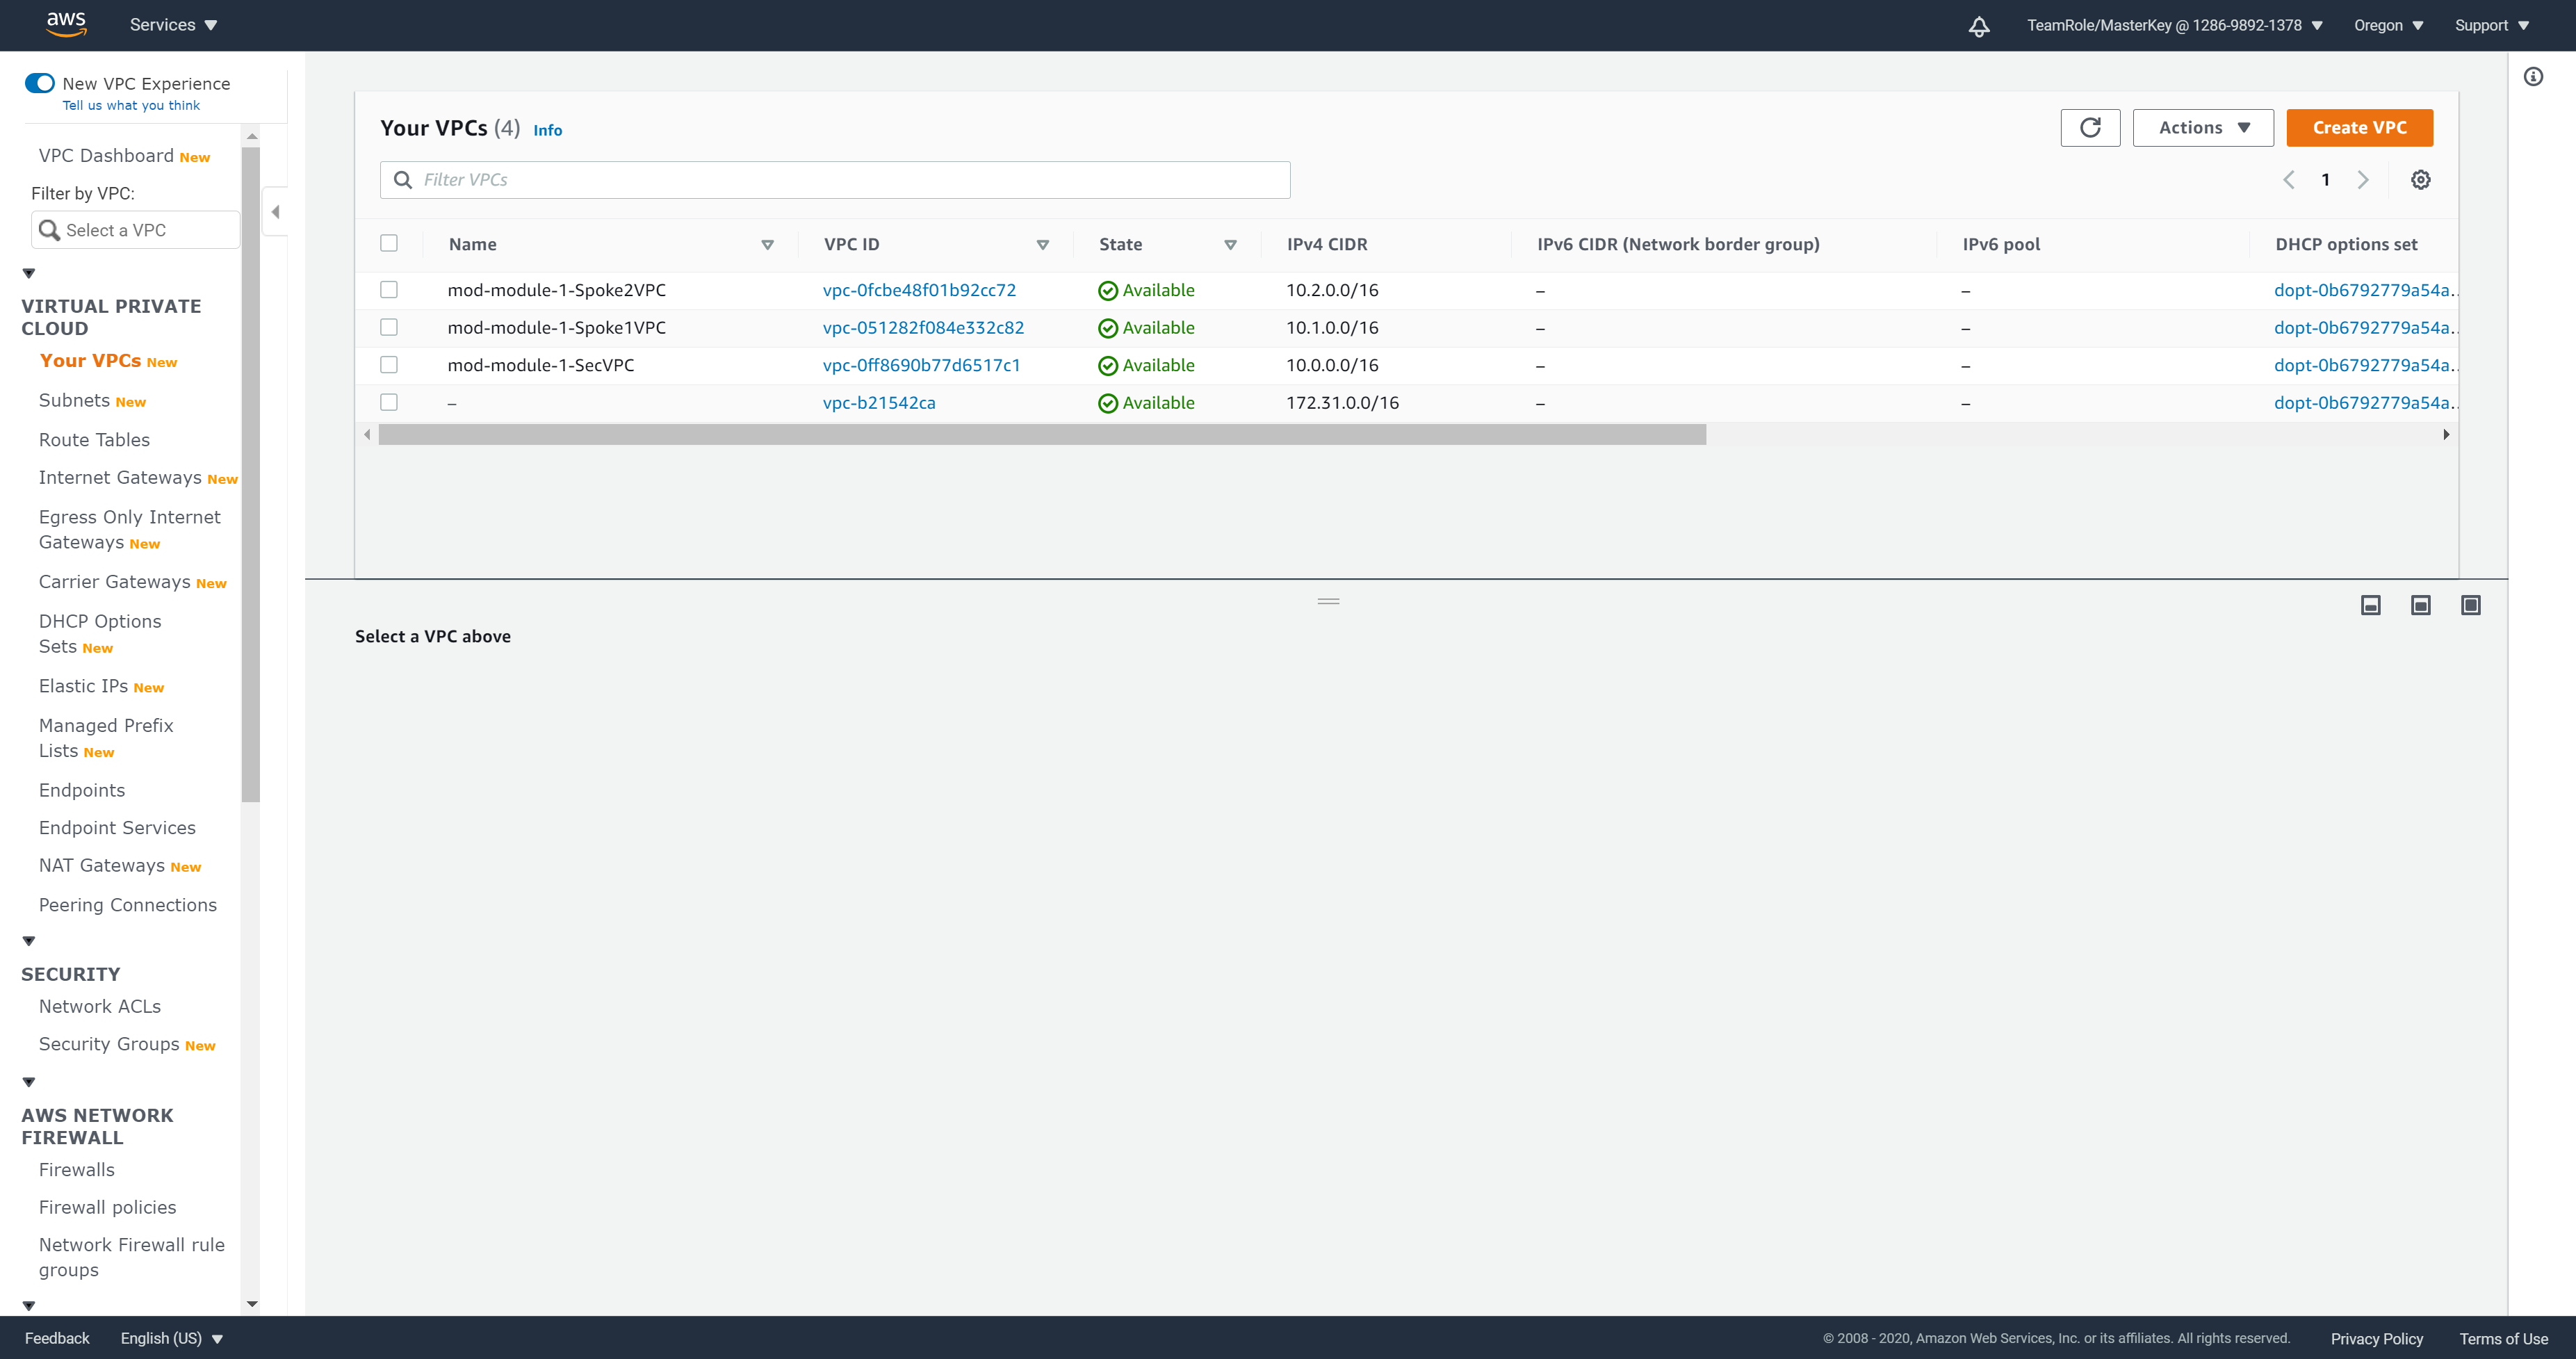 aws
Services
TeamRole/MasterKey @ 1286-9892-1378
Oregon
Support
New VPC Experience
Tell us what you think
VPC Dashboard New
Filter by VPC:
Select a VPC
VIRTUAL PRIVATE
CLOUD
Your VPCs New
Subnets New
Route Tables
Internet Gateways New
Egress Only Internet
Gateways New
Carrier Gateways New
DHCP Options
Sets New
Elastic IPs New
Managed Prefix
Lists New
Endpoints
Endpoint Services
NAT Gateways New
Peering Connections
SECURITY
Network ACLs
Security Groups New
AWS NETWORK
FIREWALL
Firewalls
Firewall policies
Network Firewall rule
groups
Your VPCs (4) Info
Actions
Create VPC
Filter VPCs
1
Name VPC ID State IPv4 CIDR IPv6 CIDR (Network border group) IPv6 pool DHCP options set
mod-module-1-Spoke2VPC vpc-0fcbe48f01b92cc72 Available 10.2.0.0/16 – – dopt-0b6792779a54a..
mod-module-1-Spoke1VPC vpc-051282f084e332c82 Available 10.1.0.0/16 – – dopt-0b6792779a54a..
mod-module-1-SecVPC vpc-0ff8690b77d6517c1 Available 10.0.0.0/16 – – dopt-0b6792779a54a..
– vpc-b21542ca Available 172.31.0.0/16 – – dopt-0b6792779a54a..
Select a VPC above
Feedback
English (US)
© 2008 - 2020, Amazon Web Services, Inc. or its affiliates. All rights reserved.
Privacy Policy
Terms of Use